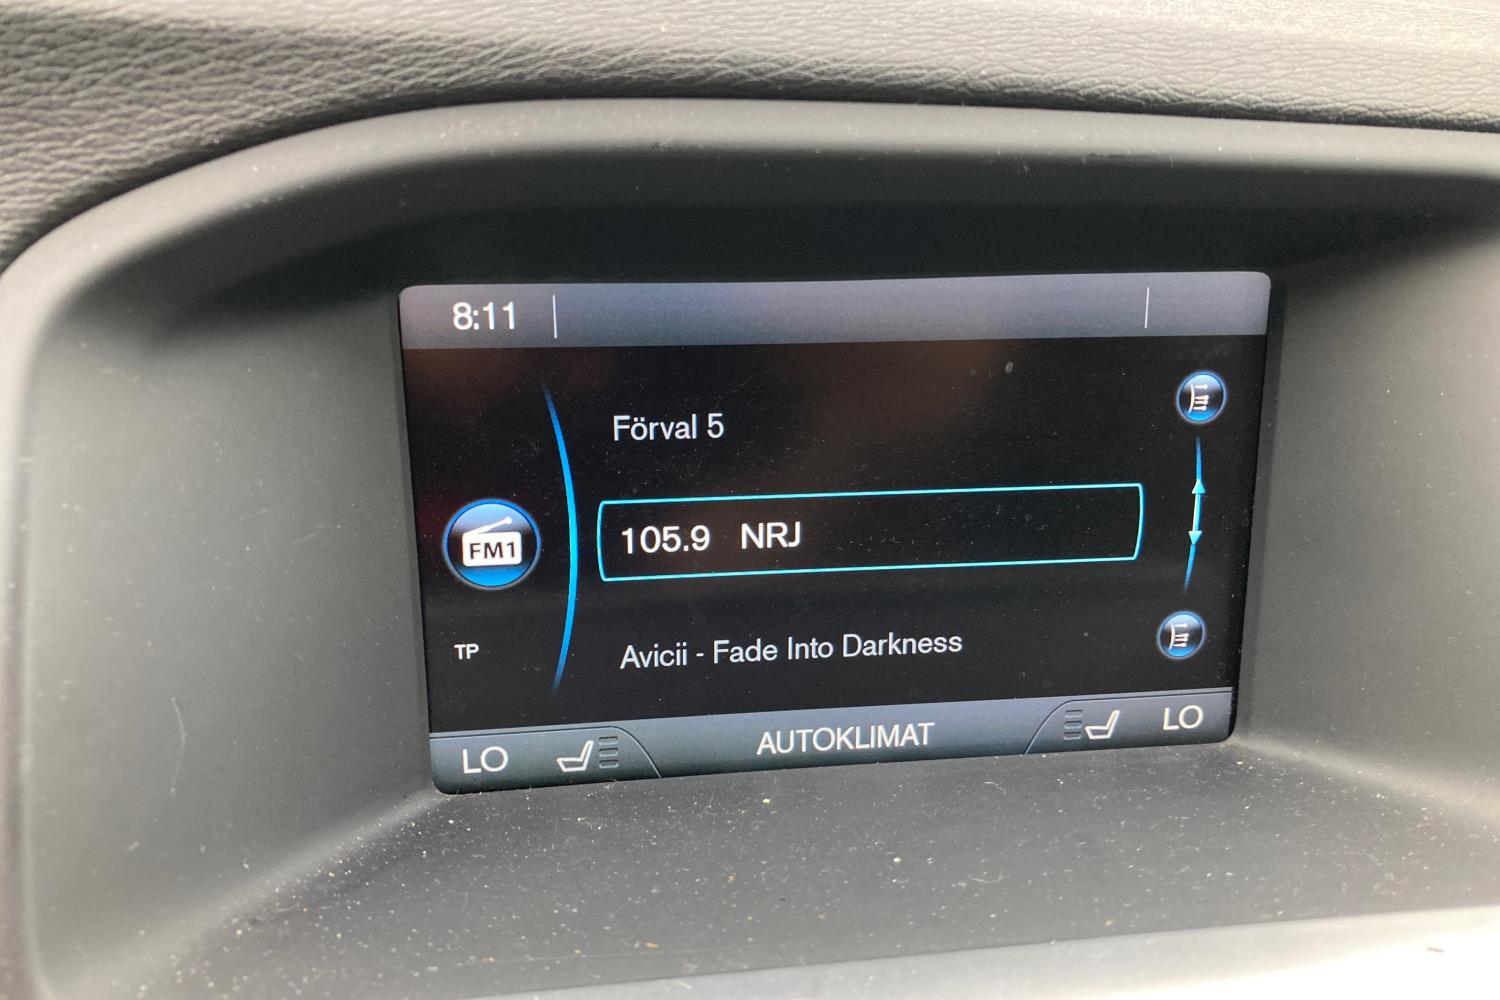 8:11
Förval 5
105.9 NRJ
FM1
TP
Avicii - Fade Into Darkness
LO
AUTOKLIMAT
LO